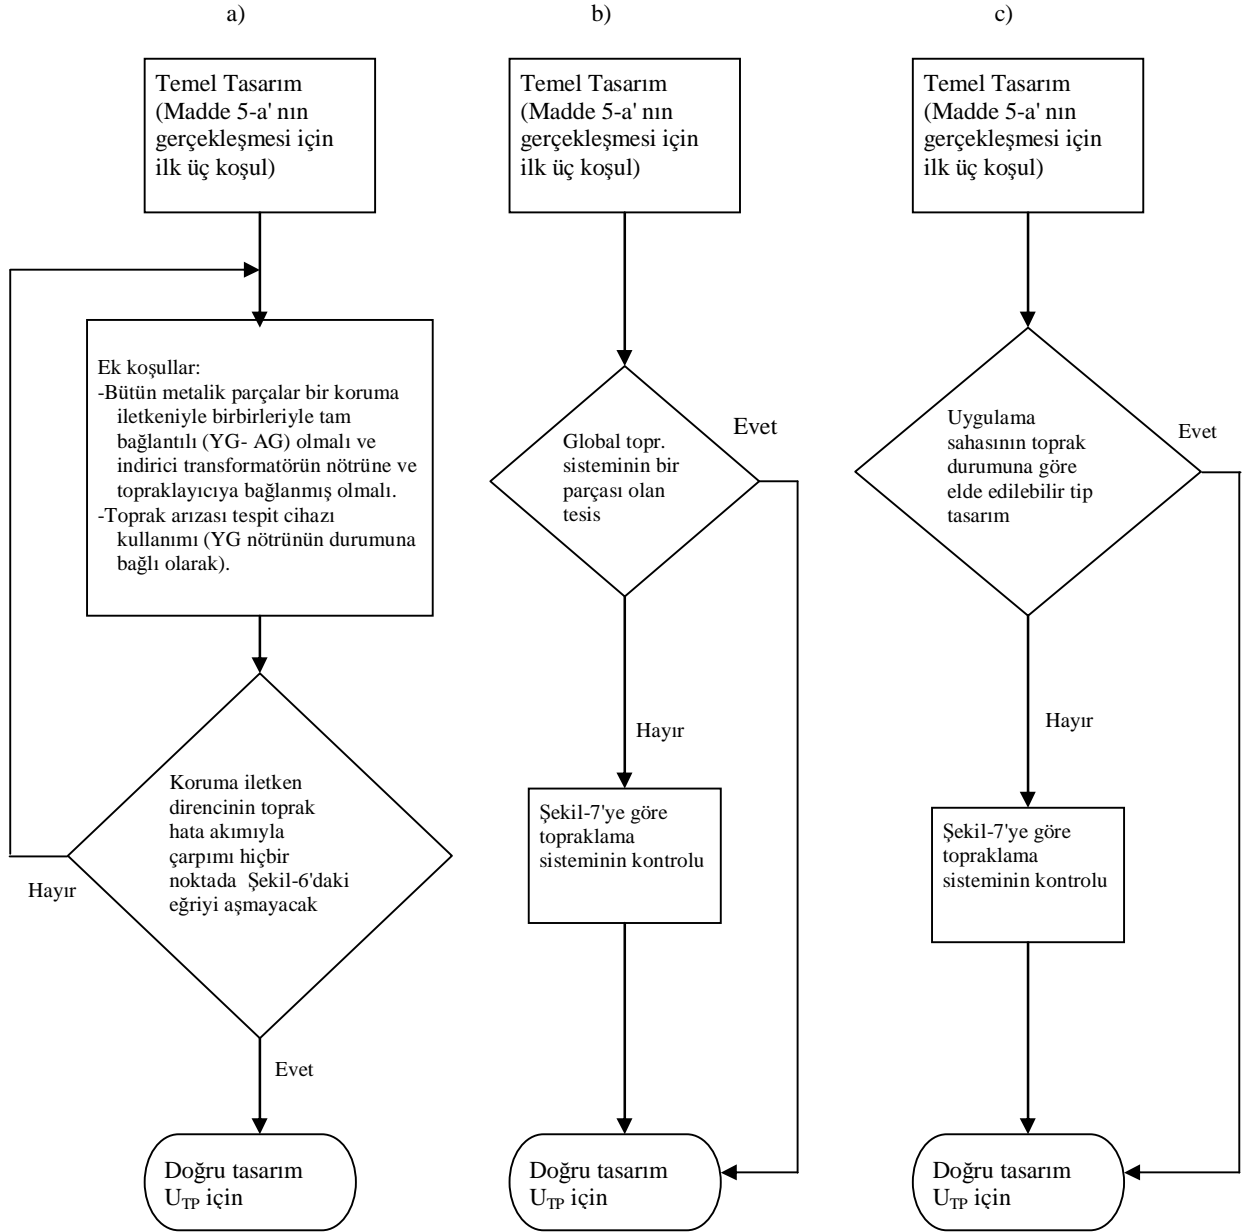 a)
Temel Tasarım
(Madde 5-a' nın
gerçekleşmesi için
ilk üç koşul)
Ek koşullar:
-Bütün metalik parçalar bir koruma
iletkeniyle birbirleriyle tam
bağlantılı (YG- AG) olmalı ve
indirici transformatörün nötrüne ve
topraklayıcıya bağlanmış olmalı.
-Toprak arızası tespit cihazı
kullanımı (YG nötrünün durumuna
bağlı olarak).
Koruma iletken
direncinin toprak
hata akımıyla
çarpımı hiçbir
noktada Şekil-6'daki
eğriyi aşmayacak
Hayır
Evet
Doğru tasarım
UTP için
b)
Temel Tasarım
(Madde 5-a' nın
gerçekleşmesi için
ilk üç koşul)
Global topr.
sisteminin bir
parçası olan
tesis
Evet
Hayır
Şekil-7'ye göre
topraklama
sisteminin kontrolu
Doğru tasarım
UTP için
c)
Temel Tasarım
(Madde 5-a' nın
gerçekleşmesi için
ilk üç koşul)
Uygulama
sahasının toprak
durumuna göre
elde edilebilir tip
tasarım
Evet
Hayır
Şekil-7'ye göre
topraklama
sisteminin kontrolu
Doğru tasarım
UTP için